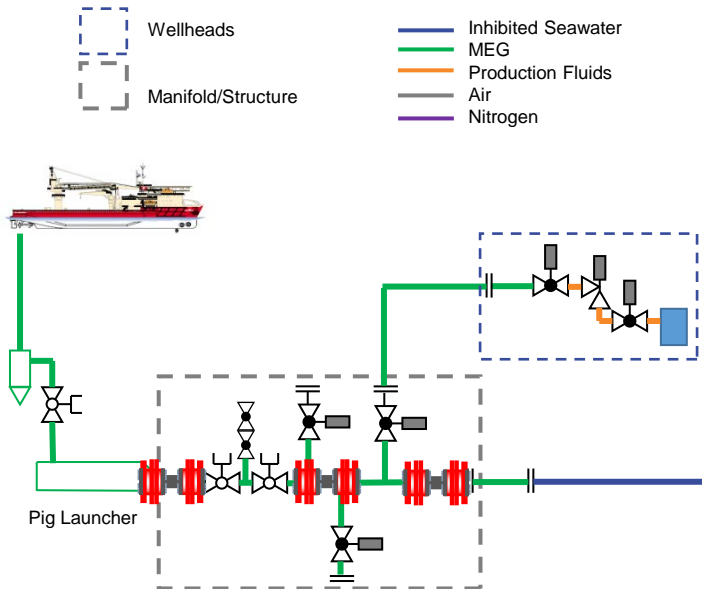 Wellheads
Manifold/Structure
Inhibited Seawater
MEG
Production Fluids
Air
Nitrogen
Pig Launcher